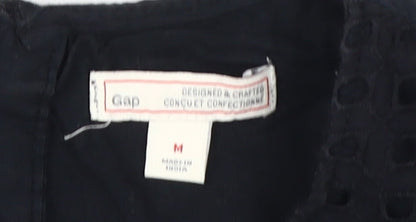 Gap
DESIGNED & CRAFTED
CONÇU ET CONFECTIONNÉ
M
MADE IN
INDIA